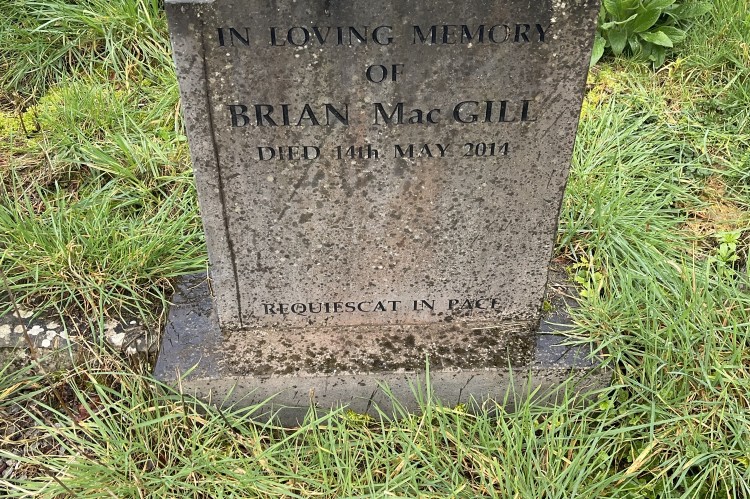 IN LOVING MEMORY
OF
BRIAN MacGILL
DIED 14th MAY 2014
REQUIESCAT IN PACE